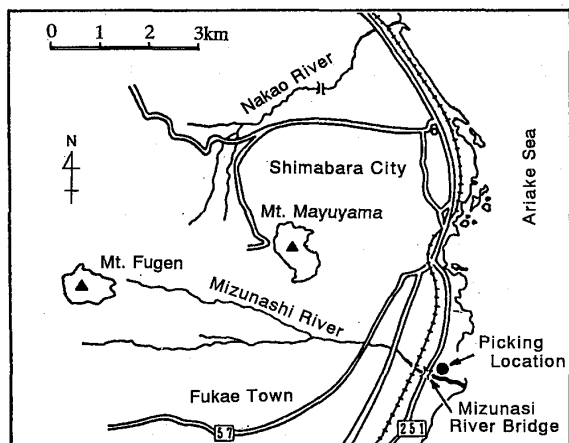 0 1 2 3km
Nakao River
N
Shimabara City
Ariake Sea
Mt. Mayuyama
Mt. Fugen
Mizunashi River
Picking
Location
Fukae Town
Mizunasi
River Bridge
57
251